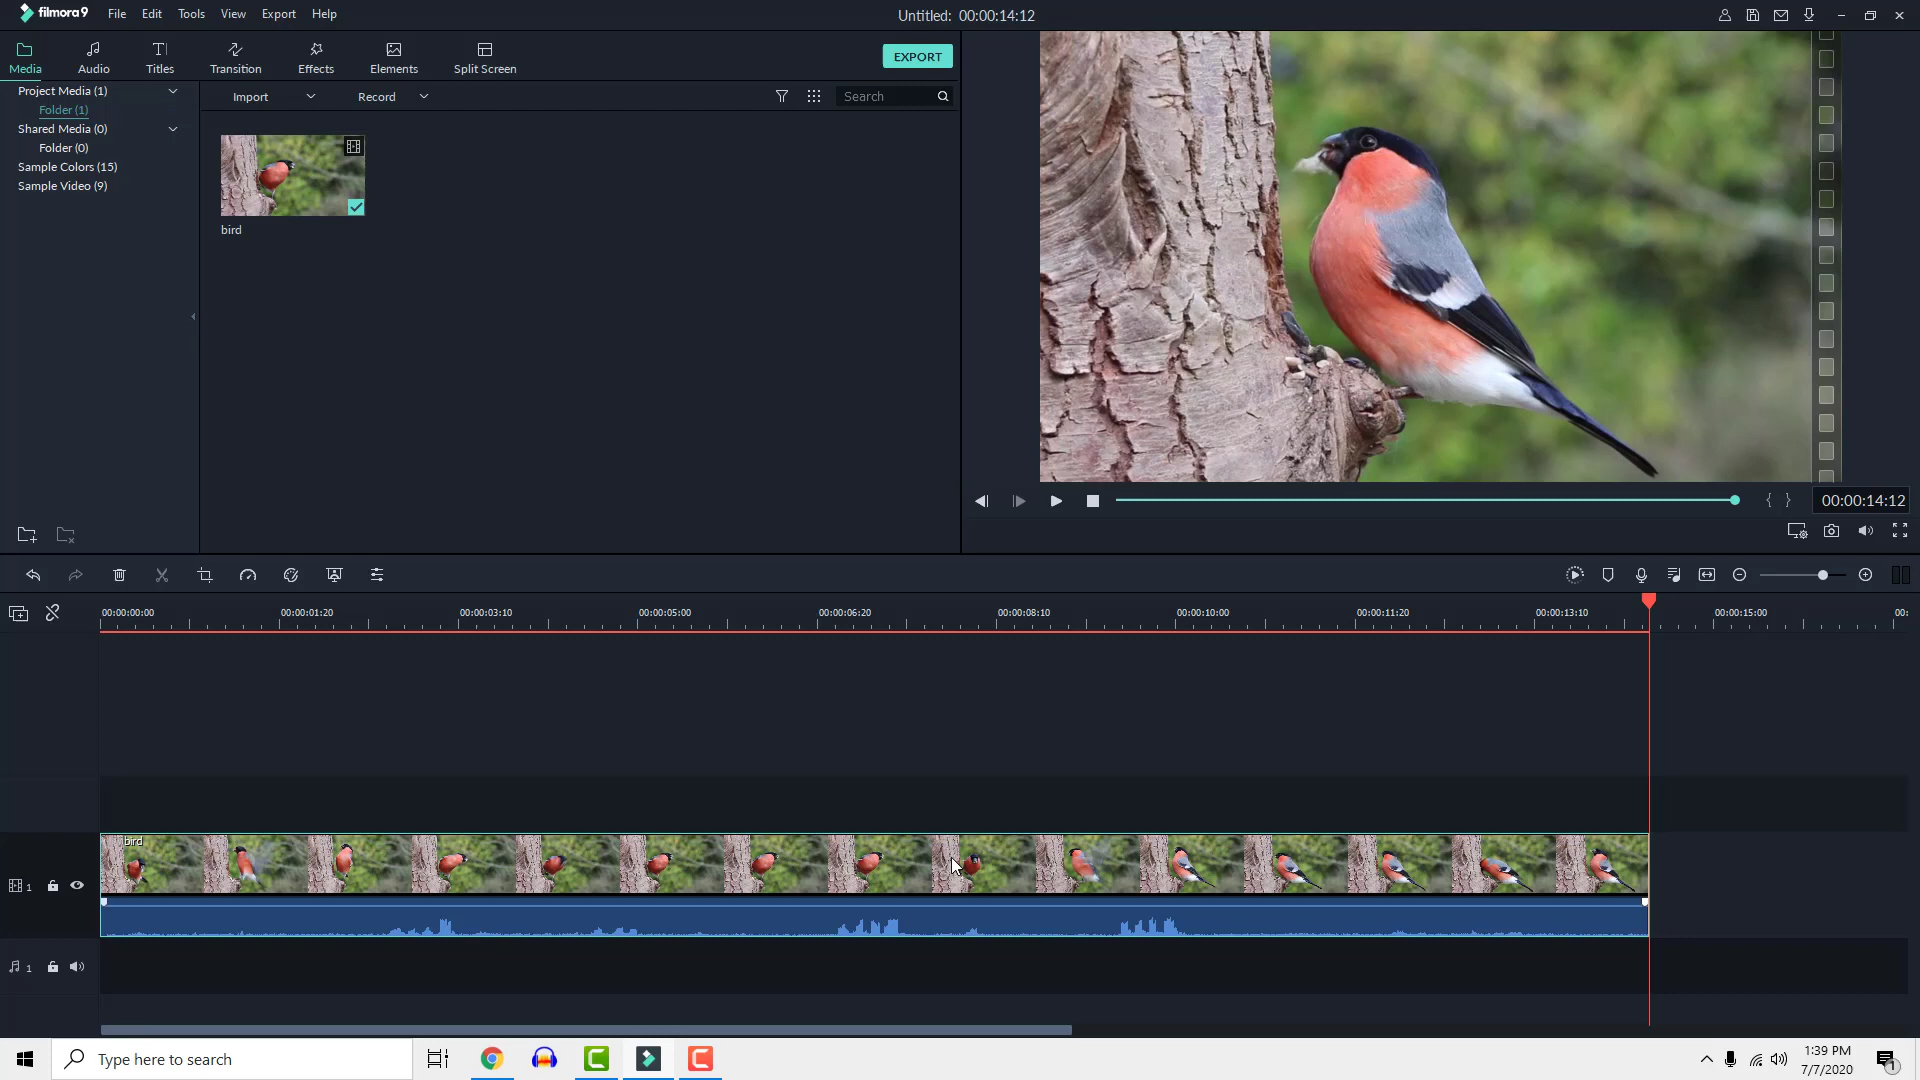 filmora9 File Edit Tools View Export Help Untitled: 00:00:14:12
Media Audio Titles Transition Effects Elements Split Screen EXPORT
Project Media (1)
Folder (1)
Shared Media (0)
Folder (0)
Sample Colors (15)
Sample Video (9)
Import Record Search
bird
00:00:14:12
00:00:00:00 00:00:01:20 00:00:03:10 00:00:05:00 00:00:06:20 00:00:08:10 00:00:10:00 00:00:11:20 00:00:13:10 00:00:15:00 00:
bird
1
1
Type here to search
1:39 PM
7/7/2020
1